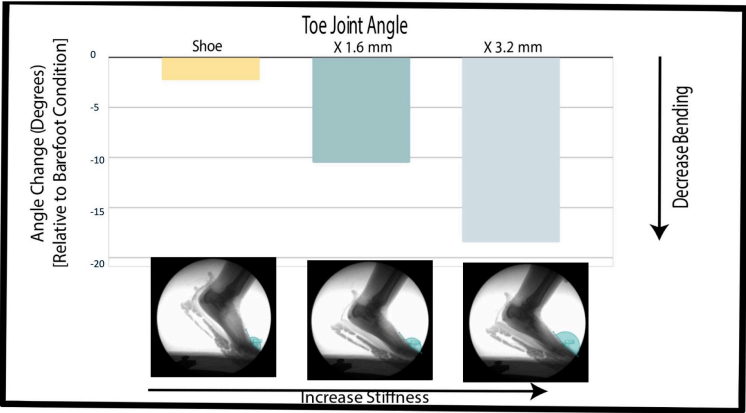 Toe Joint Angle
Shoe
X 1.6 mm
X 3.2 mm
0
-5
-10
-15
-20
Angle Change (Degrees)
[Relative to Barefoot Condition]
Decrease Bending
Increase Stiffness